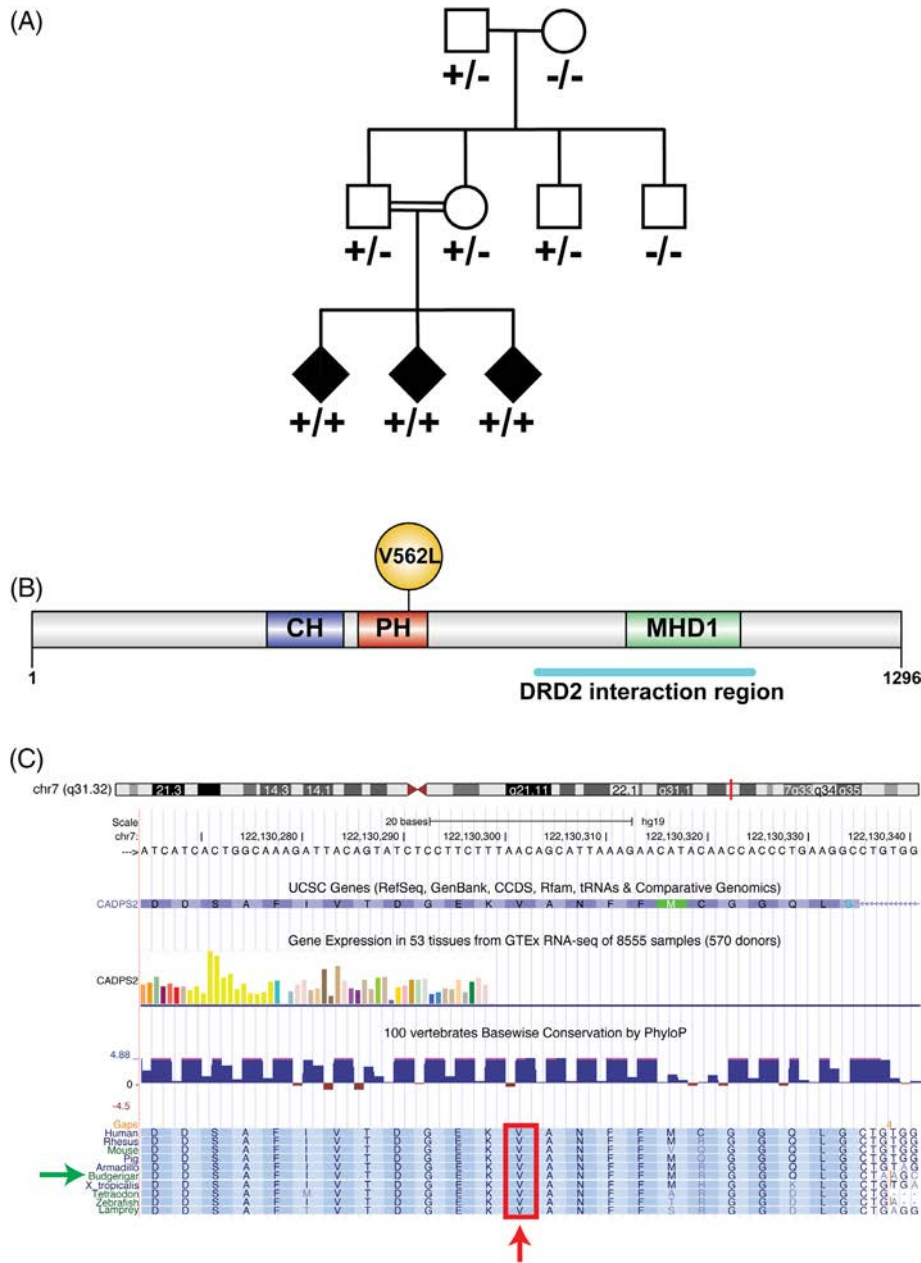 (A)
+/- -/-
+/- +/- +/- -/-
+/+ +/+ +/+
V562L
(B)
CH PH MHD1
1 1296
DRD2 interaction region
(C)
chr7 (q31.32) 21.3 14.3 14.1 q21.11 22.1 q31.1 7q33 q34 q35
Scale 20 bases hg19
chr7: 122,130,280 122,130,290 122,130,300 122,130,310 122,130,320 122,130,330 122,130,340
---> A T C A T C A C T G G C A A A G A T T A C A G T A T C T C C T T C T T T A A C A G C A T T A A A G A A C A T A C A A C C A C C C T G A A G G C C T G T G G
UCSC Genes (RefSeq, GenBank, CCDS, Rfam, tRNAs & Comparative Genomics)
CADPS2 D D S A F I V T D G E K V A N F F M C G G Q L G
Gene Expression in 53 tissues from GTEx RNA-seq of 8555 samples (570 donors)
CADPS2
100 vertebrates Basewise Conservation by PhyloP
4.88
0
-4.5
Gaps
Human D D S A F I V T D G E K V A N F F M C G G Q L G C T G T G G
Rhesus D D S A F I V T D G E K V A N F F M R G G Q L G
Mouse D D S A F I V T D G E K V A N F F M G G Q L G
Pig D D S A F I V T D G E K V A N F F M G G Q L G
Armadillo D D S A F I V T D G E K V A N F F M R G G Q L G
Budgerigar D D S A F I V T D G E K V A N F F M R G G Q L G
X_tropicalis D D S A F I V T D G E K V A N F F M R G G Q L G
Tetraodon D D S A F M V T D G E K V A N F F A R G G D L G
Zebrafish D D S A F I V T D G E K V A N F F T R G G L G
Lamprey D D S A F T V T D G E K V A N F F S R G G D L G